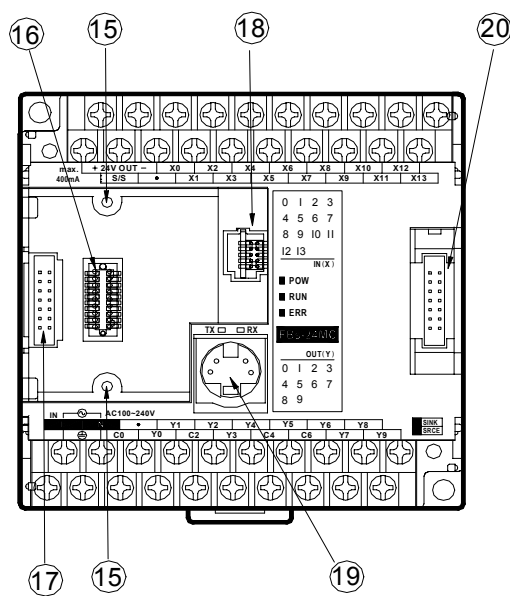 16 15 18 20
+ 24V OUT − X0 X2 X4 X6 X8 X10 X12
max.
400mA S/S • X1 X3 X5 X7 X9 X11 X13
0 1 2 3
4 5 6 7
8 9 10 11
12 13
IN(X)
POW
RUN
ERR
TX RX
FBs-24MC
OUT(Y)
0 1 2 3
4 5 6 7
8 9
IN AC100~240V
• Y1 Y2 Y4 Y5 Y6 Y8
C0 Y0 C2 Y3 C4 C6 Y7 Y9
SINK
SRCE
17 15 19